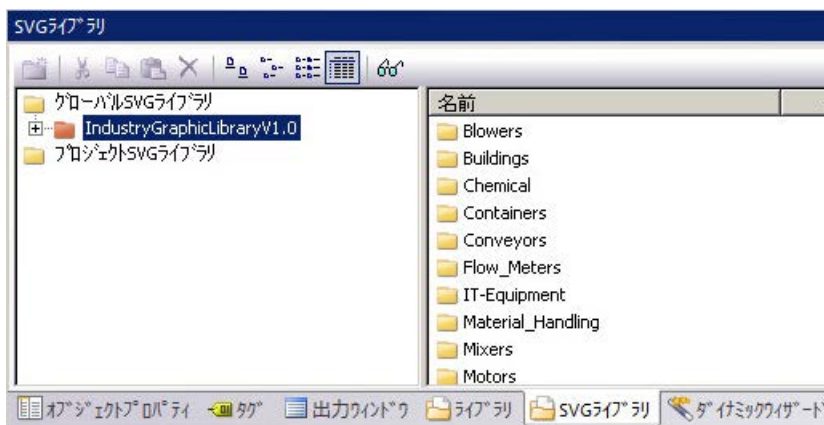 SVGﾗｲﾌﾞﾗﾘ
ｸﾞﾛｰﾊﾞﾙSVGﾗｲﾌﾞﾗﾘ
IndustryGraphicLibraryV1.0
ﾌﾟﾛｼﾞｪｸﾄSVGﾗｲﾌﾞﾗﾘ
名前
Blowers
Buildings
Chemical
Containers
Conveyors
Flow_Meters
IT-Equipment
Material_Handling
Mixers
Motors
ｵﾌﾞｼﾞｪｸﾄﾌﾟﾛﾊﾟﾃｨ ﾀｸﾞ 出力ｳｨﾝﾄﾞｳ ﾗｲﾌﾞﾗﾘ SVGﾗｲﾌﾞﾗﾘ ﾀﾞｲﾅﾐｯｸｳｨｻﾞｰﾄﾞ